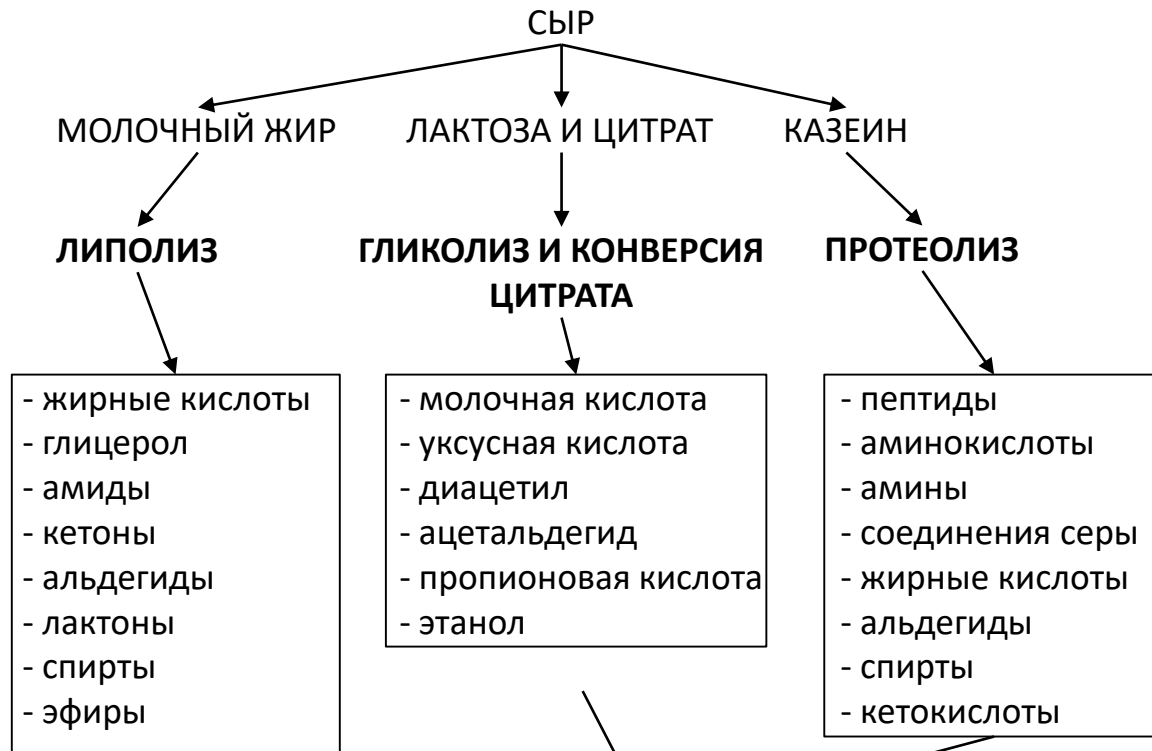 СЫР
МОЛОЧНЫЙ ЖИР
ЛАКТОЗА И ЦИТРАТ
КАЗЕИН
ЛИПОЛИЗ
ГЛИКОЛИЗ И КОНВЕРСИЯ
ЦИТРАТА
ПРОТЕОЛИЗ
- жирные кислоты
- глицерол
- амиды
- кетоны
- альдегиды
- лактоны
- спирты
- эфиры
- молочная кислота
- уксусная кислота
- диацетил
- ацетальдегид
- пропионовая кислота
- этанол
- пептиды
- аминокислоты
- амины
- соединения серы
- жирные кислоты
- альдегиды
- спирты
- кетокислоты